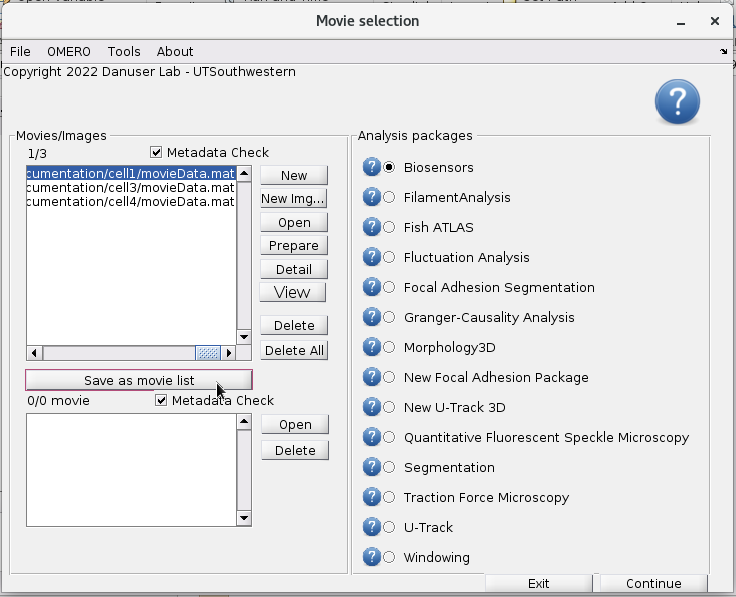 Movie selection
File OMERO Tools About
Copyright 2022 Danuser Lab - UTSouthwestern
?
Movies/Images
1/3
Metadata Check
cumentation/cell1/movieData.mat
cumentation/cell3/movieData.mat
cumentation/cell4/movieData.mat
New
New Img...
Open
Prepare
Detail
View
Delete
Delete All
Save as movie list
0/0 movie
Metadata Check
Open
Delete
Analysis packages
? Biosensors
? FilamentAnalysis
? Fish ATLAS
? Fluctuation Analysis
? Focal Adhesion Segmentation
? Granger-Causality Analysis
? Morphology3D
? New Focal Adhesion Package
? New U-Track 3D
? Quantitative Fluorescent Speckle Microscopy
? Segmentation
? Traction Force Microscopy
? U-Track
? Windowing
Exit
Continue